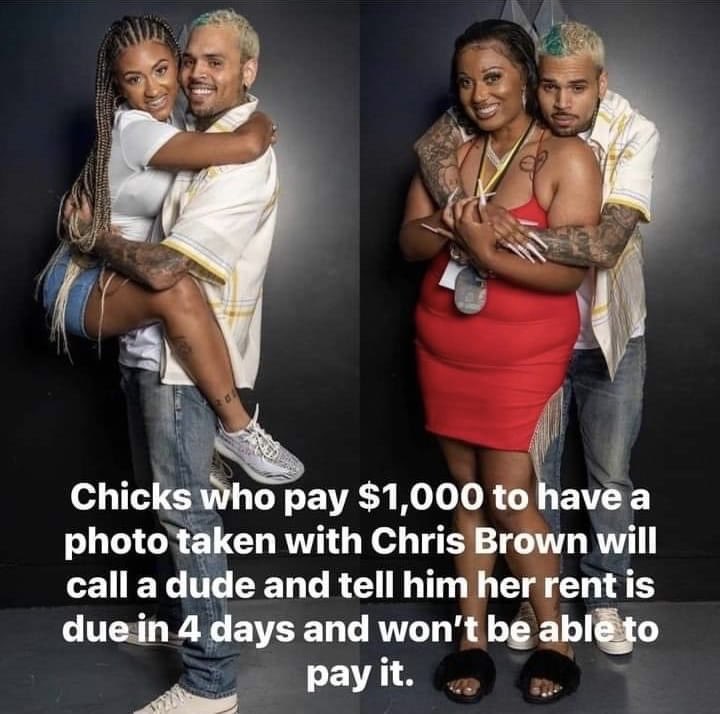 Chicks who pay $1,000 to have a
photo taken with Chris Brown will
call a dude and tell him her rent is
due in 4 days and won't be able to
pay it.